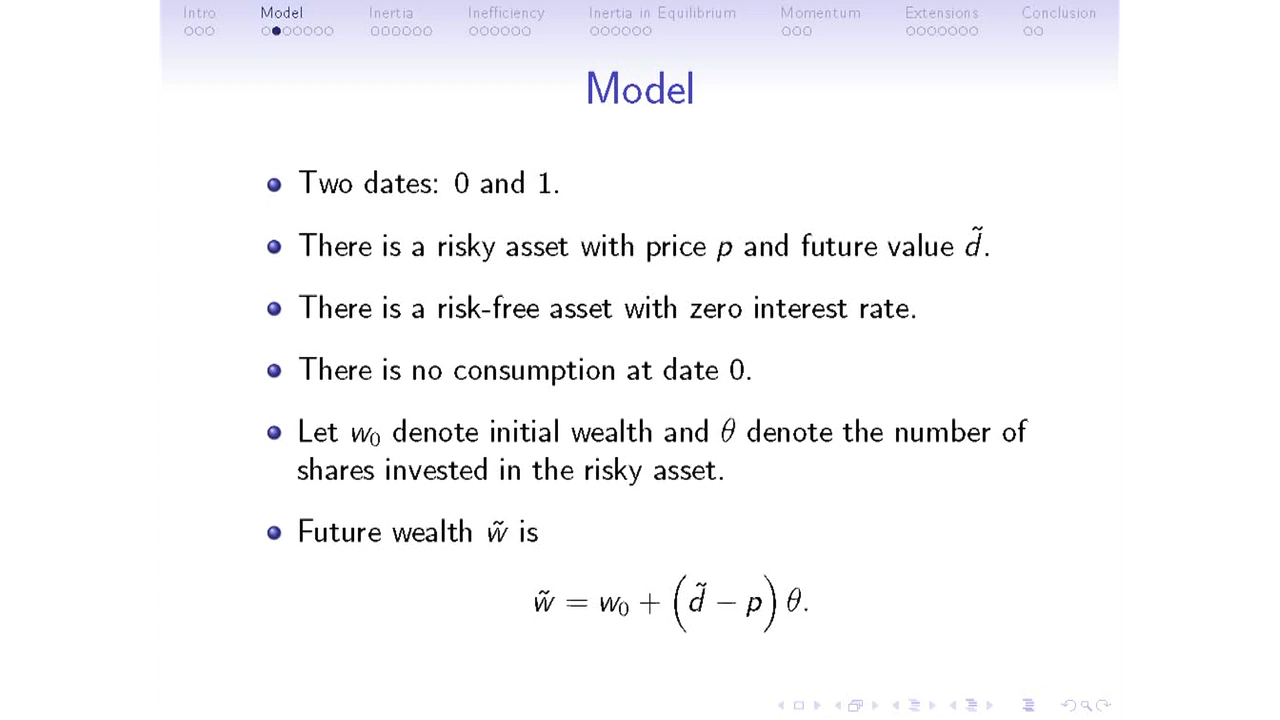 Intro Model Inertia Inefficiency Inertia in Equilibrium Momentum Extensions Conclusion
Model
Two dates: 0 and 1.
There is a risky asset with price p and future value d̃.
There is a risk-free asset with zero interest rate.
There is no consumption at date 0.
Let w₀ denote initial wealth and θ denote the number of
shares invested in the risky asset.
Future wealth w̃ is
w̃ = w₀ + (d̃ − p) θ.